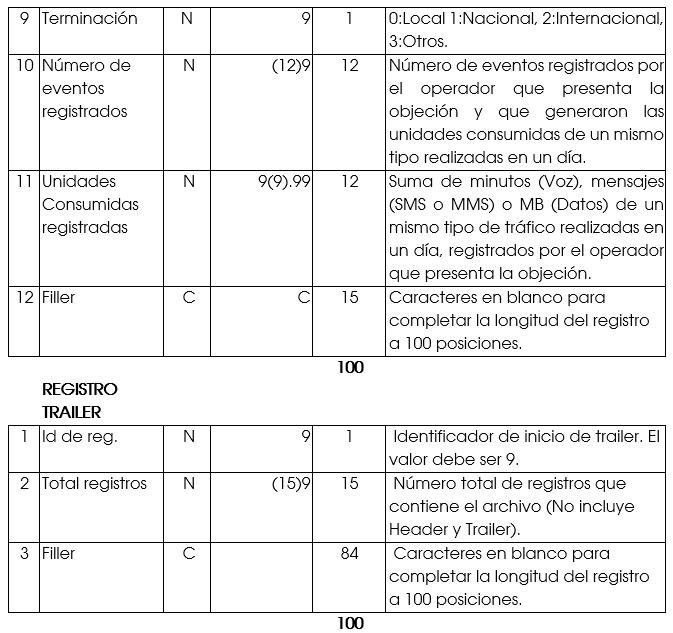 9 Terminación N 9 1 0:Local 1:Nacional, 2:Internacional,
3:Otros.
10 Número de N (12)9 12 Número de eventos registrados por
eventos el operador que presenta la
registrados objeción y que generaron las
unidades consumidas de un mismo
tipo realizadas en un día.
11 Unidades N 9(9).99 12 Suma de minutos (Voz), mensajes
Consumidas (SMS o MMS) o MB (Datos) de un
registradas mismo tipo de tráfico realizadas en
un día, registrados por el operador
que presenta la objeción.
12 Filler C C 15 Caracteres en blanco para
completar la longitud del registro
a 100 posiciones.
100
REGISTRO
TRAILER
1 Id de reg. N 9 1 Identificador de inicio de trailer. El
valor debe ser 9.
2 Total registros N (15)9 15 Número total de registros que
contiene el archivo (No incluye
Header y Trailer).
3 Filler C 84 Caracteres en blanco para
completar la longitud del registro
a 100 posiciones.
100